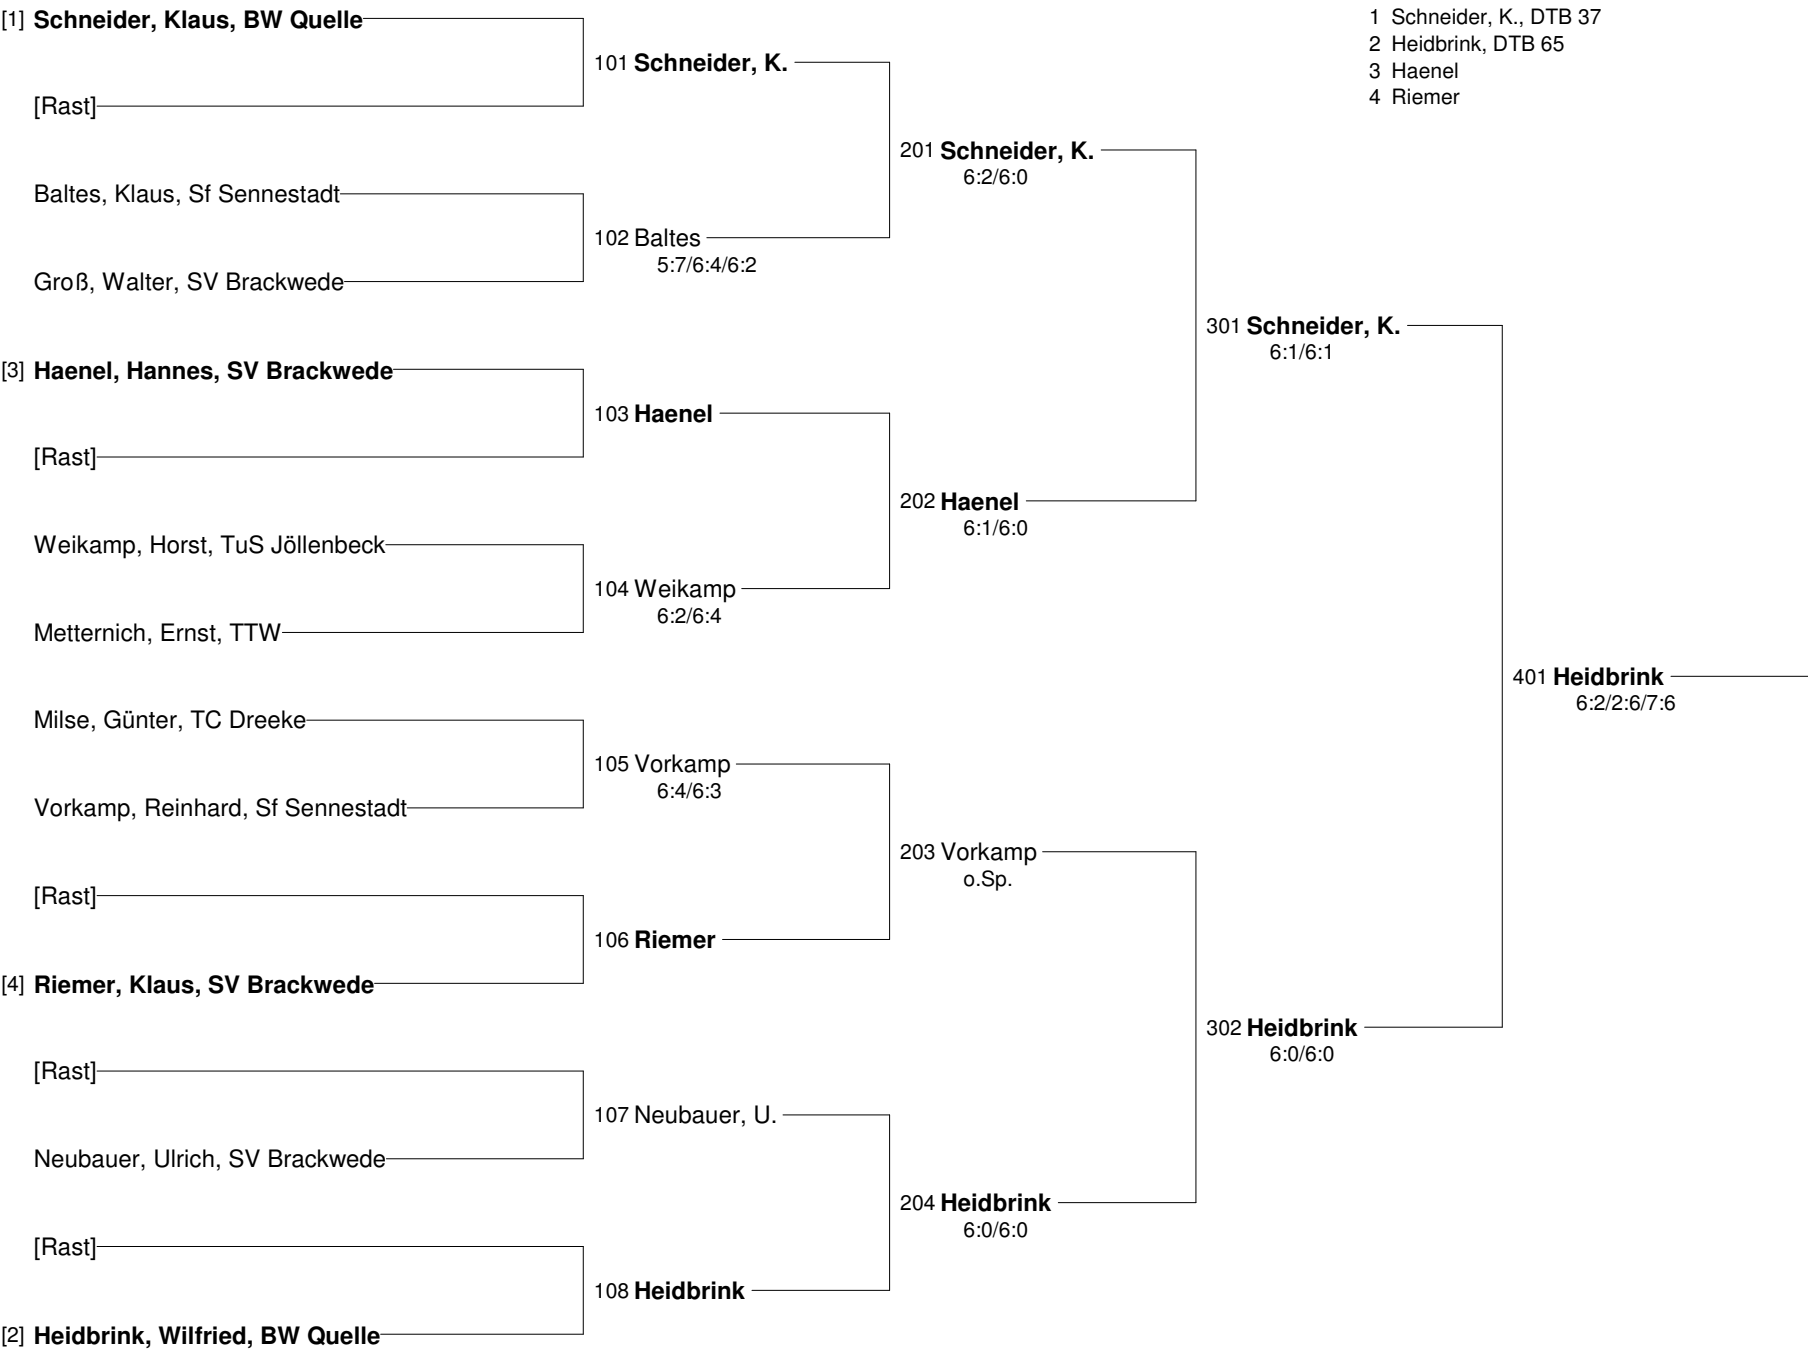 [1] Schneider, Klaus, BW Quelle
[Rast]
Baltes, Klaus, Sf Sennestadt
Groß, Walter, SV Brackwede
[3] Haenel, Hannes, SV Brackwede
[Rast]
Weikamp, Horst, TuS Jöllenbeck
Metternich, Ernst, TTW
Milse, Günter, TC Dreeke
Vorkamp, Reinhard, Sf Sennestadt
[Rast]
[4] Riemer, Klaus, SV Brackwede
[Rast]
Neubauer, Ulrich, SV Brackwede
[Rast]
[2] Heidbrink, Wilfried, BW Quelle
101 Schneider, K.
102 Baltes
5:7/6:4/6:2
103 Haenel
104 Weikamp
6:2/6:4
105 Vorkamp
6:4/6:3
106 Riemer
107 Neubauer, U.
108 Heidbrink
201 Schneider, K.
6:2/6:0
202 Haenel
6:1/6:0
203 Vorkamp
o.Sp.
204 Heidbrink
6:0/6:0
301 Schneider, K.
6:1/6:1
302 Heidbrink
6:0/6:0
401 Heidbrink
6:2/2:6/7:6
1 Schneider, K., DTB 37
2 Heidbrink, DTB 65
3 Haenel
4 Riemer